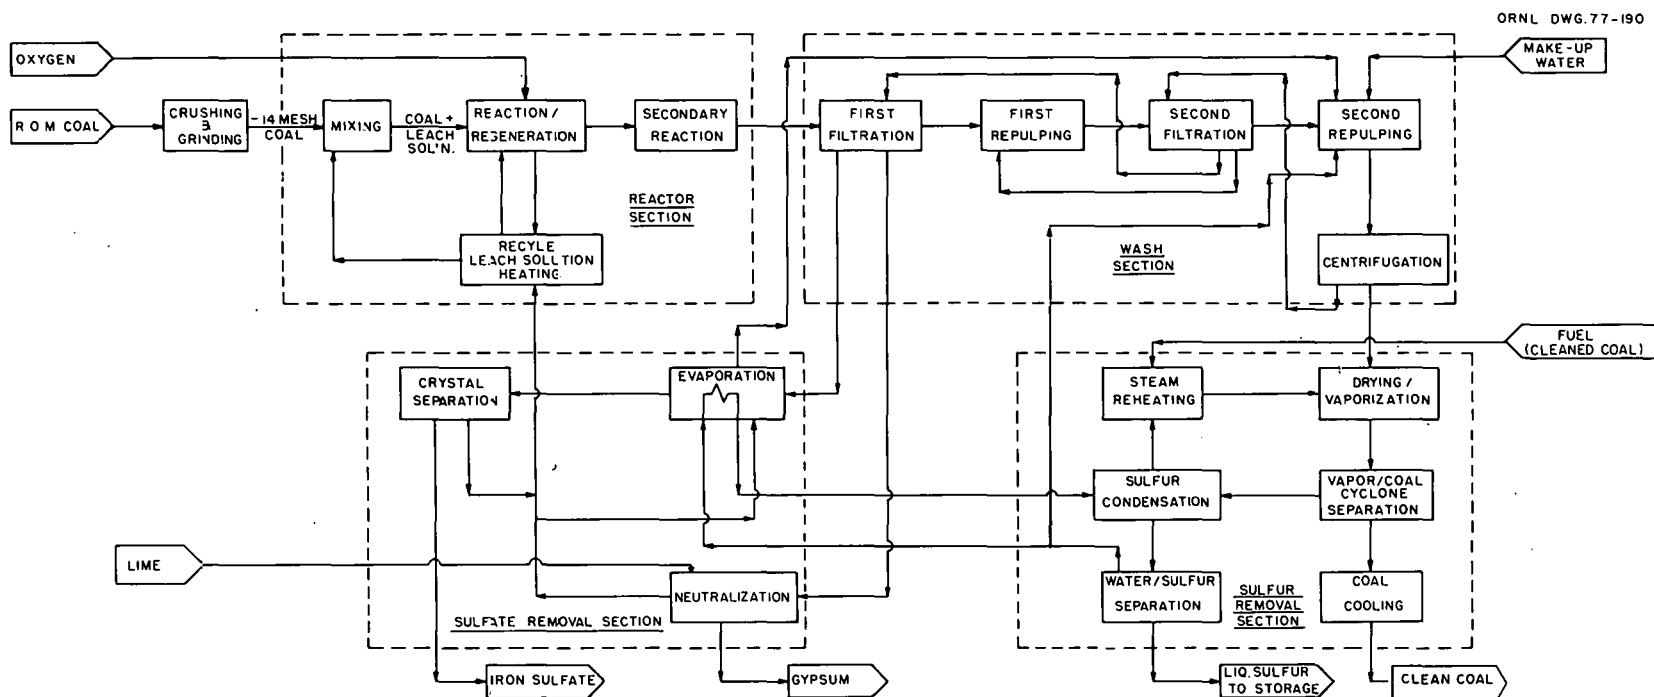 ORNL DWG. 77-190
OXYGEN
MAKE-UP
WATER
R O M COAL
CRUSHING
&
GRINDING
-14 MESH
COAL
MIXING
COAL +
LEACH
SOL'N.
REACTION/
REGENERATION
SECONDARY
REACTION
FIRST
FILTRATION
FIRST
REPULPING
SECOND
FILTRATION
SECOND
REPULPING
REACTOR
SECTION
RECYLE
LEACH SOLUTION
HEATING
WASH
SECTION
CENTRIFUGATION
FUEL
(CLEANED COAL)
CRYSTAL
SEPARATION
EVAPORATION
STEAM
REHEATING
DRYING/
VAPORIZATION
SULFUR
CONDENSATION
VAPOR/COAL
CYCLONE
SEPARATION
LIME
NEUTRALIZATION
WATER/SULFUR
SEPARATION
SULFUR
REMOVAL
SECTION
COAL
COOLING
SULFATE REMOVAL SECTION
IRON SULFATE
GYPSUM
LIQ. SULFUR
TO STORAGE
CLEAN COAL